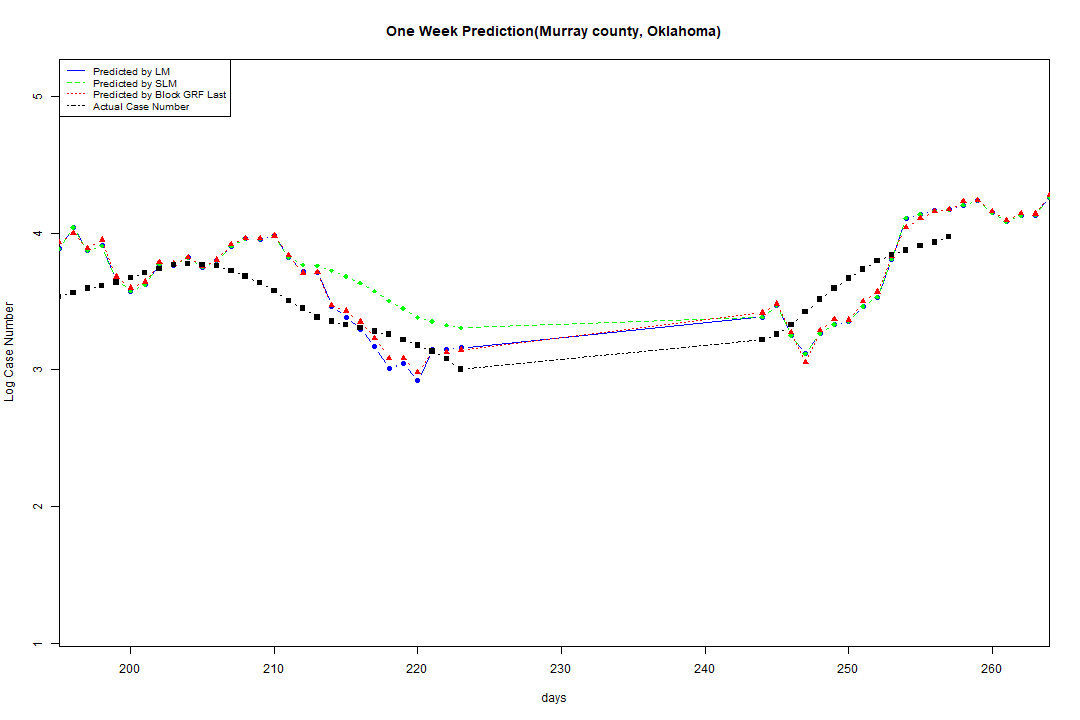 One Week Prediction(Murray county, Oklahoma)
Predicted by LM
Predicted by SLM
Predicted by Block GRF Last
Actual Case Number
5
4
3
2
1
Log Case Number
200 210 220 230 240 250 260
days